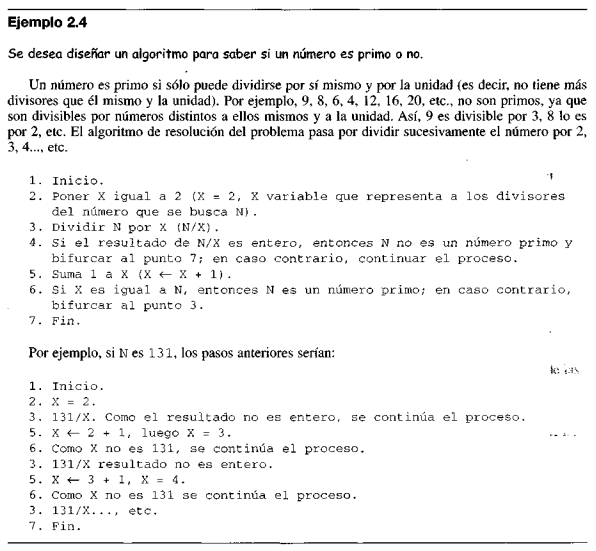 Ejemplo 2.4
Se desea diseñar un algoritmo para saber si un número es primo o no.
Un número es primo si sólo puede dividirse por sí mismo y por la unidad (es decir, no tiene más
divisores que él mismo y la unidad). Por ejemplo, 9, 8, 6, 4, 12, 16, 20, etc., no son primos, ya que
son divisibles por números distintos a ellos mismos y a la unidad. Así, 9 es divisible por 3, 8 lo es
por 2, etc. El algoritmo de resolución del problema pasa por dividir sucesivamente el número por 2,
3, 4..., etc.
1. Inicio.
2. Poner X igual a 2 (X = 2, X variable que representa a los divisores
del número que se busca N).
3. Dividir N por X (N/X).
4. Si el resultado de N/X es entero, entonces N no es un número primo y
bifurcar al punto 7; en caso contrario, continuar el proceso.
5. Suma 1 a X (X ← X + 1).
6. Si X es igual a N, entonces N es un número primo; en caso contrario,
bifurcar al punto 3.
7. Fin.
Por ejemplo, si N es 131, los pasos anteriores serían:
1. Inicio.
2. X = 2.
3. 131/X. Como el resultado no es entero, se continúa el proceso.
5. X ← 2 + 1, luego X = 3.
6. Como X no es 131, se continúa el proceso.
3. 131/X resultado no es entero.
5. X ← 3 + 1, X = 4.
6. Como X no es 131 se continúa el proceso.
3. 131/X..., etc.
7. Fin.